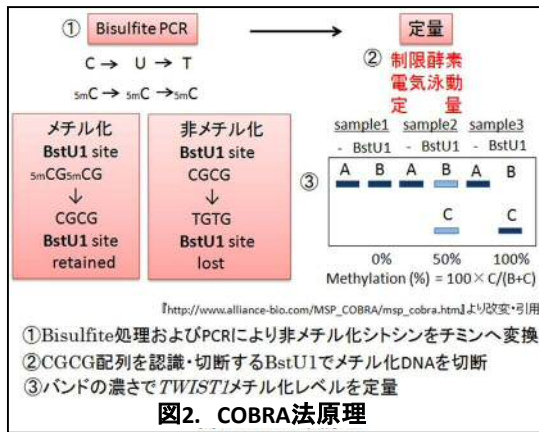 ① Bisulfite PCR
C → U → T
5mC → 5mC → 5mC
メチル化
BstU1 site
5mCG5mCG
↓
CGCG
BstU1 site
retained
非メチル化
BstU1 site
CGCG
↓
TGTG
BstU1 site
lost
定量
② 制限酵素
電気泳動
定 量
sample1 sample2 sample3
- BstU1 - BstU1 - BstU1
③ A B A B A B
C C
0% 50% 100%
Methylation (%) = 100 × C/(B+C)
『http://www.alliance-bio.com/MSP_COBRA/msp_cobra.htm』より改変・引用
①Bisulfite処理およびPCRにより非メチル化シトシンをチミンへ変換
②CGCG配列を認識・切断するBstU1でメチル化DNAを切断
③バンドの濃さでTWIST1メチル化レベルを定量
図2. COBRA法原理